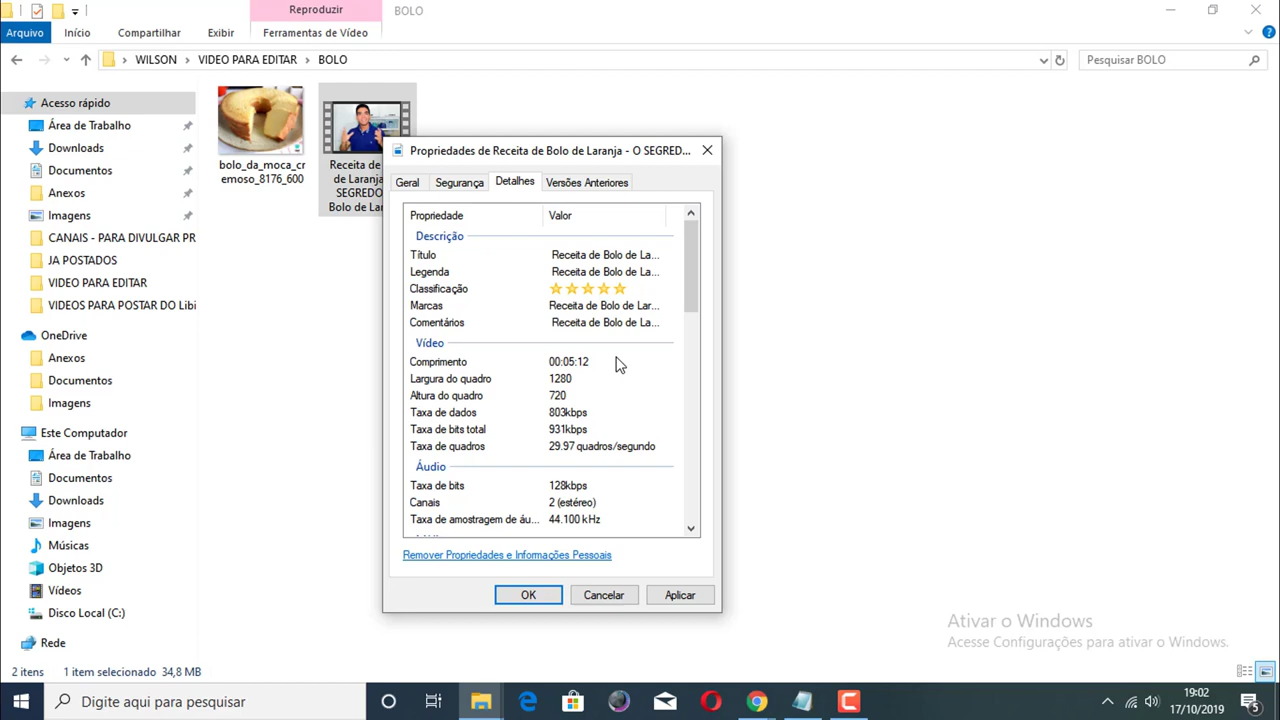 Reproduzir
BOLO
Arquivo
Início
Compartilhar
Exibir
Ferramentas de Vídeo
WILSON
VIDEO PARA EDITAR
BOLO
Pesquisar BOLO
Acesso rápido
Área de Trabalho
Downloads
Documentos
Anexos
Imagens
CANAIS - PARA DIVULGAR PR
JA POSTADOS
VIDEO PARA EDITAR
VIDEOS PARA POSTAR DO Libi
OneDrive
Anexos
Documentos
Imagens
Este Computador
Área de Trabalho
Documentos
Downloads
Imagens
Músicas
Objetos 3D
Vídeos
Disco Local (C:)
Rede
bolo_da_moca_cr
emoso_8176_600
Receita de
de Laranja
SEGREDO
Bolo de Lar
Propriedades de Receita de Bolo de Laranja - O SEGRED...
Geral
Segurança
Detalhes
Versões Anteriores
Propriedade Valor
Descrição
Título Receita de Bolo de La...
Legenda Receita de Bolo de La...
Classificação
Marcas Receita de Bolo de Lar...
Comentários Receita de Bolo de La...
Vídeo
Comprimento 00:05:12
Largura do quadro 1280
Altura do quadro 720
Taxa de dados 803kbps
Taxa de bits total 931kbps
Taxa de quadros 29.97 quadros/segundo
Áudio
Taxa de bits 128kbps
Canais 2 (estéreo)
Taxa de amostragem de áu... 44.100 kHz
Remover Propriedades e Informações Pessoais
OK
Cancelar
Aplicar
Ativar o Windows
Acesse Configurações para ativar o Windows.
2 itens
1 item selecionado 34,8 MB
Digite aqui para pesquisar
19:02
17/10/2019
5